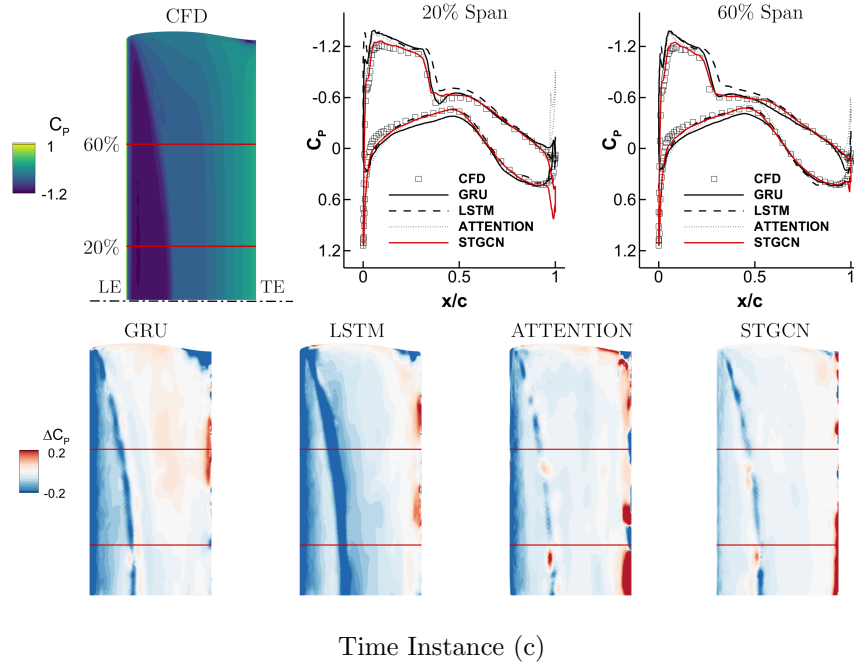 CFD
20% Span
60% Span
C_P
1
-1.2
60%
20%
LE
TE
-1.2
-0.6
0
0.6
1.2
C_P
CFD
GRU
LSTM
ATTENTION
STGCN
0
0.5
1
x/c
-1.2
-0.6
0
0.6
1.2
C_P
CFD
GRU
LSTM
ATTENTION
STGCN
0
0.5
1
x/c
GRU
LSTM
ATTENTION
STGCN
ΔC_P
0.2
-0.2
Time Instance (c)